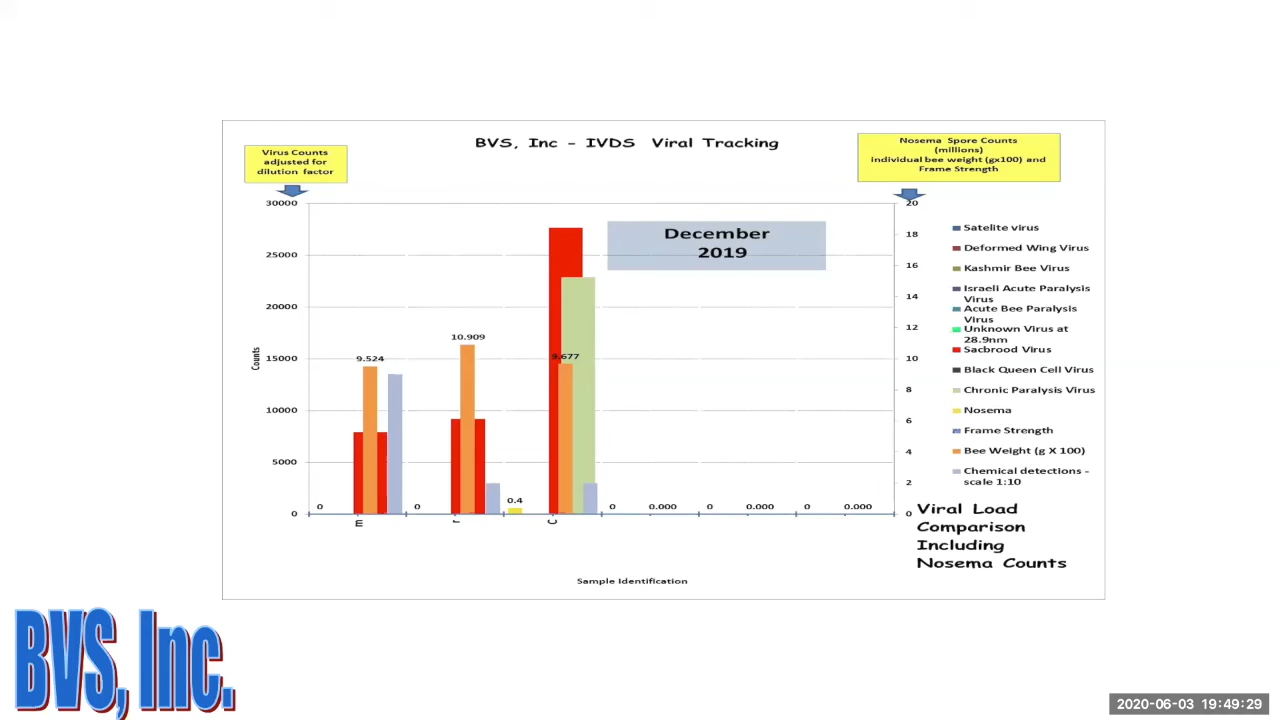 BVS, Inc - IVDS Viral Tracking
Virus Counts
adjusted for
dilution factor
Nosema Spore Counts
(millions)
individual bee weight (gx100) and
Frame Strength
December
2019
30000
25000
20000
15000
10000
5000
0
Counts
20
18
16
14
12
10
8
6
4
2
0
0
9.524
0
10.909
0.4
9.677
0
0.000
0
0.000
0
0.000
m
r
C
Sample Identification
Satelite virus
Deformed Wing Virus
Kashmir Bee Virus
Israeli Acute Paralysis
Virus
Acute Bee Paralysis
Virus
Unknown Virus at
28.9nm
Sacbrood Virus
Black Queen Cell Virus
Chronic Paralysis Virus
Nosema
Frame Strength
Bee Weight (g X 100)
Chemical detections -
scale 1:10
Viral Load
Comparison
Including
Nosema Counts
BVS, Inc.
2020-06-03 19:49:29